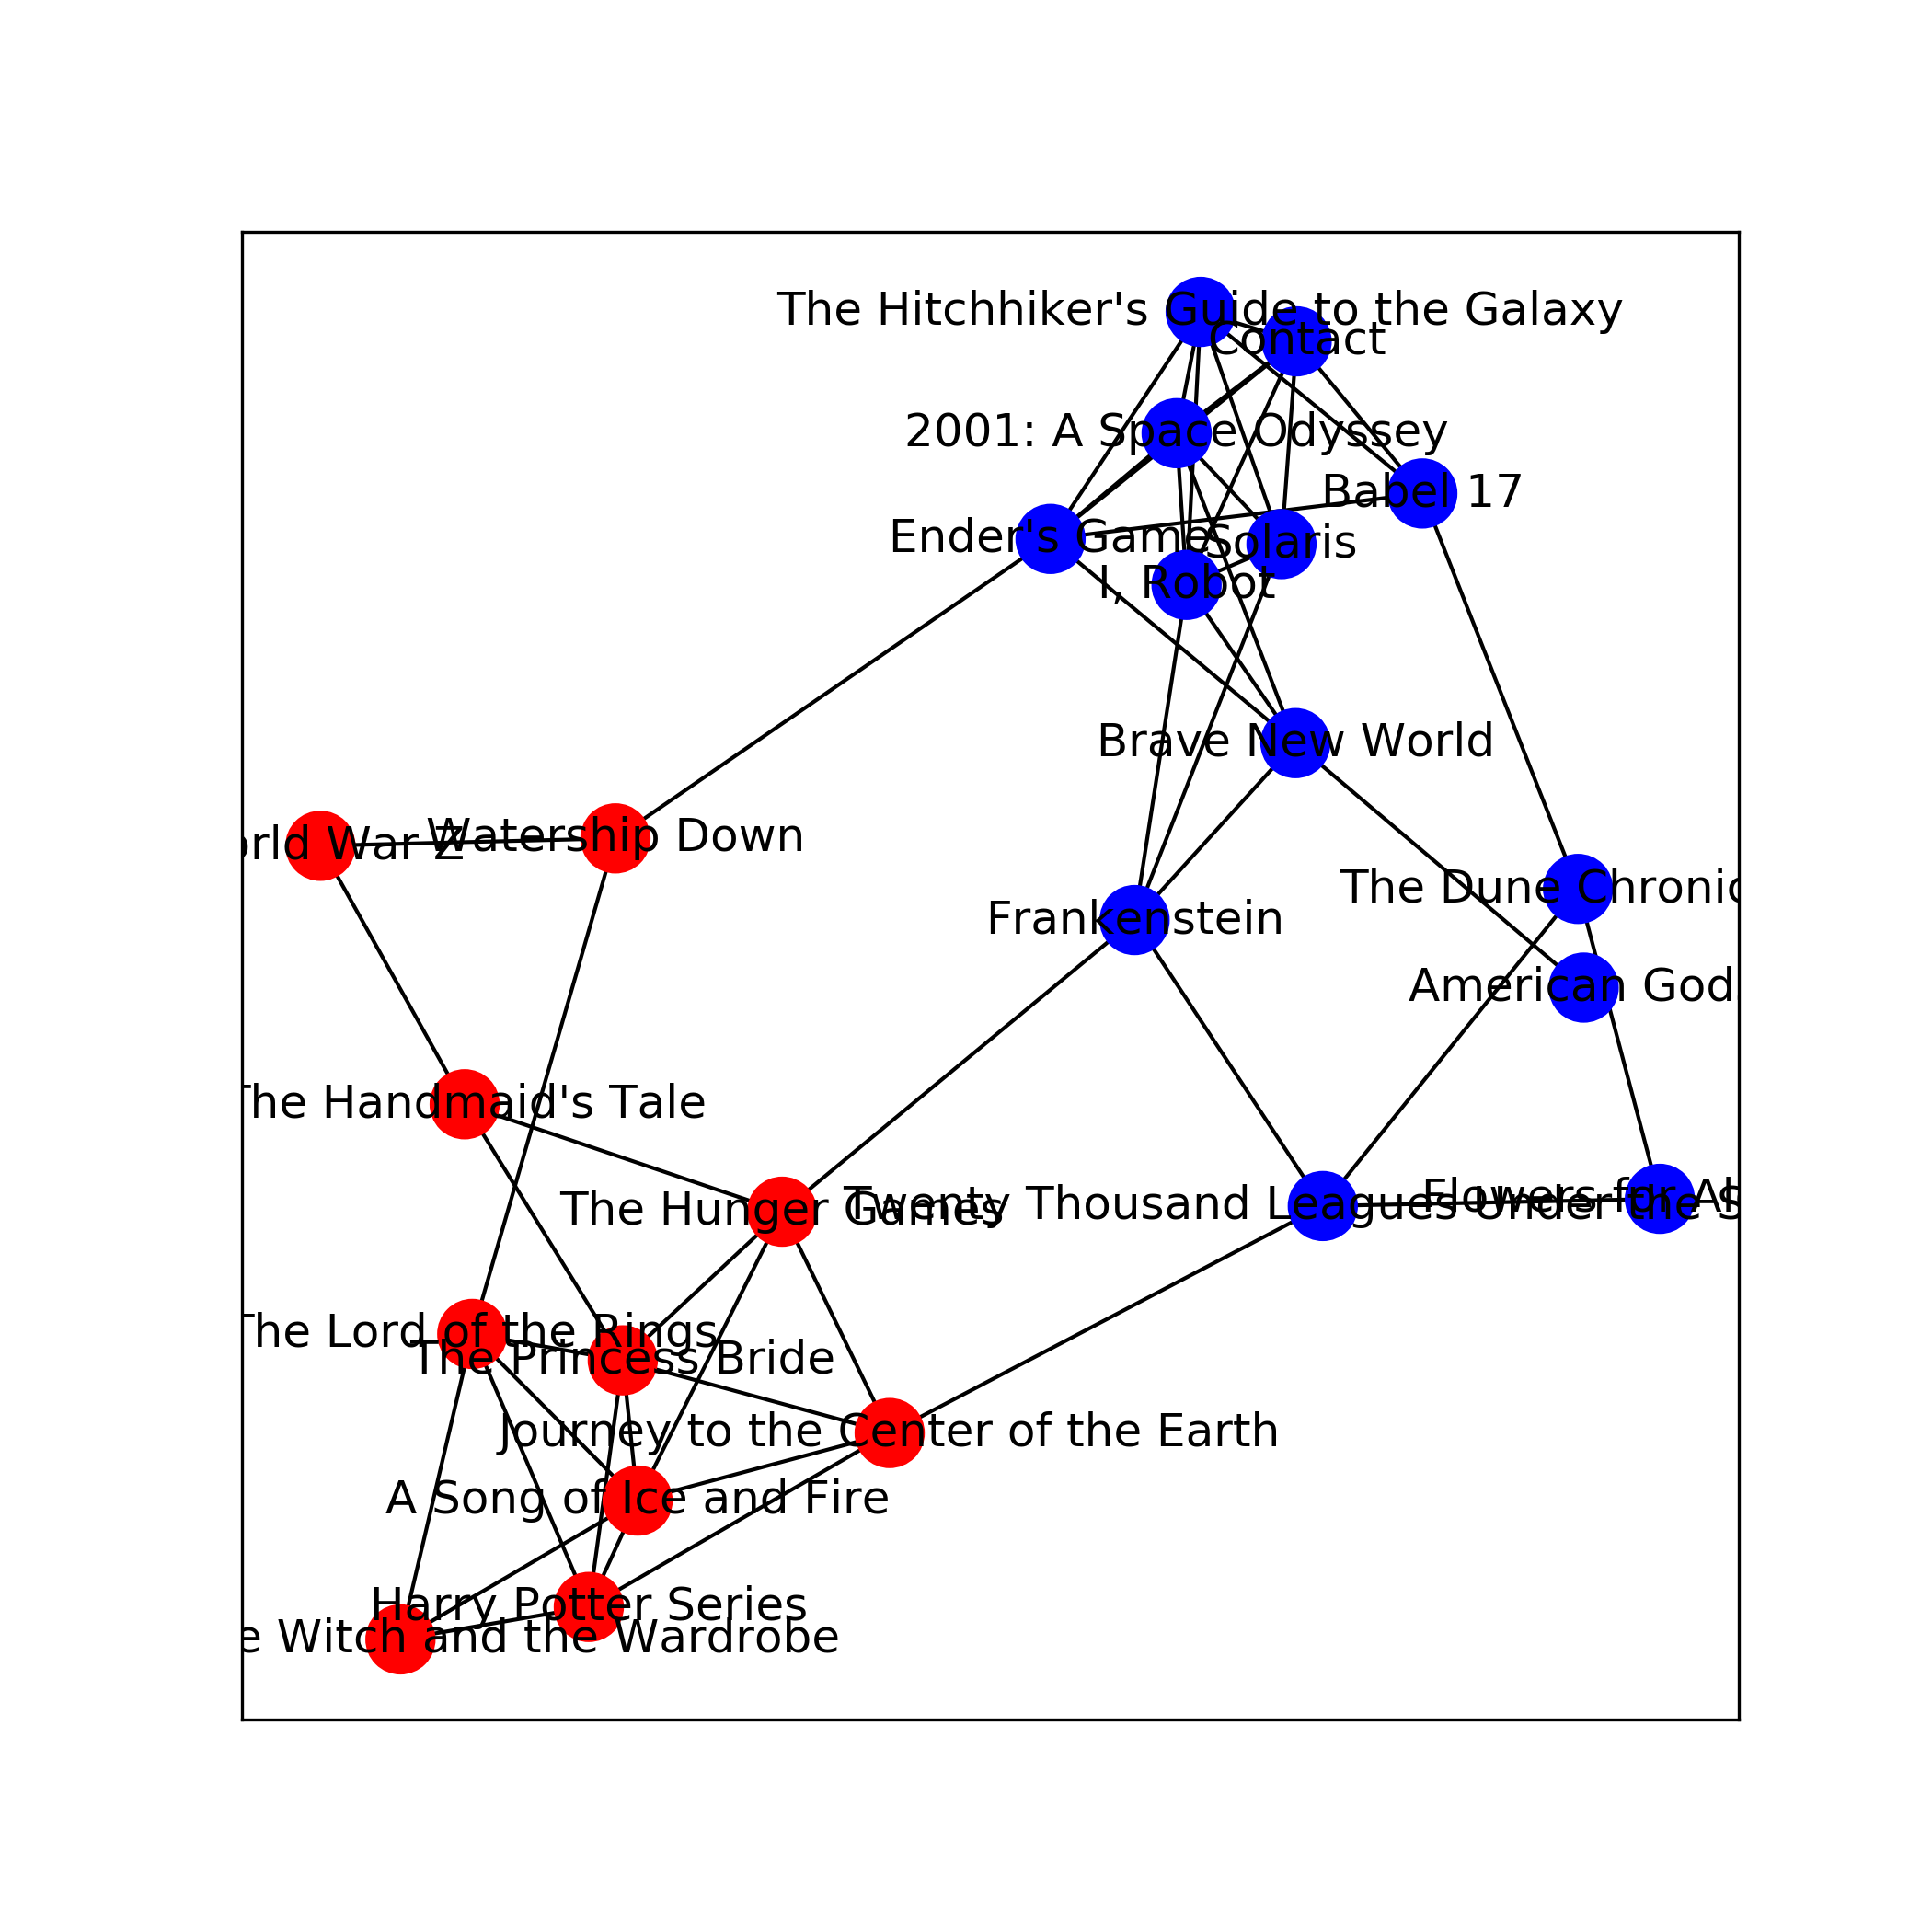 The Hitchhiker's Guide to the Galaxy
Contact
2001: A Space Odyssey
Babel 17
Ender's Game
Solaris
I, Robot
Brave New World
Watership Down
orld War Z
The Dune Chronic
Frankenstein
American Gods
The Handmaid's Tale
Flowers for Al
Twenty Thousand Leagues Under the S
The Hunger Games
The Lord of the Rings
The Princess Bride
Journey to the Center of the Earth
A Song of Ice and Fire
Harry Potter Series
e Witch and the Wardrobe